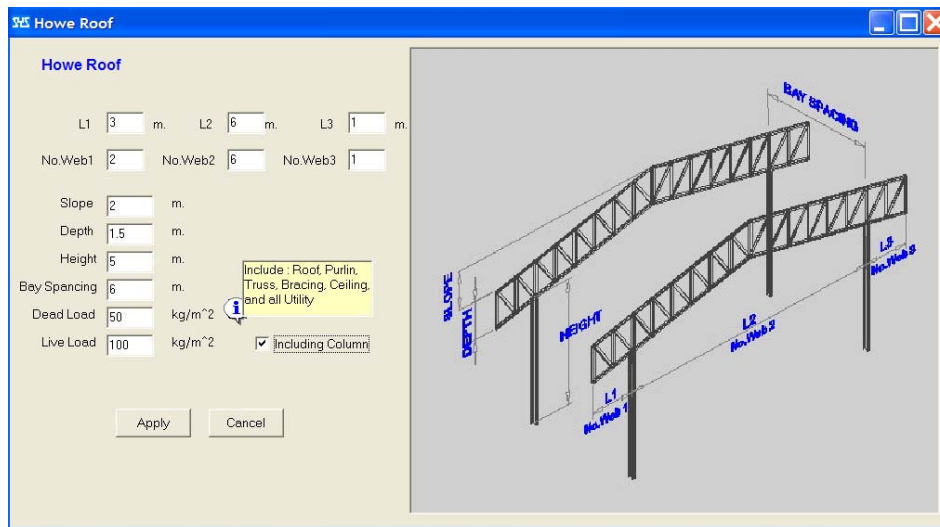 SHS Howe Roof
Howe Roof
L1 3 m. L2 6 m. L3 1 m.
No.Web1 2 No.Web2 6 No.Web3 1
Slope 2 m.
Depth 1.5 m.
Height 5 m.
Bay Spancing 6 m.
Dead Load 50 kg/m^2
Live Load 100 kg/m^2
Include : Roof, Purlin,
Truss, Bracing, Ceiling,
and all Utility
Including Column
Apply Cancel
BAY SPACING
SLOPE
DEPTH
HEIGHT
L1
No.Web 1
L2
No.Web 2
L3
No.Web 3